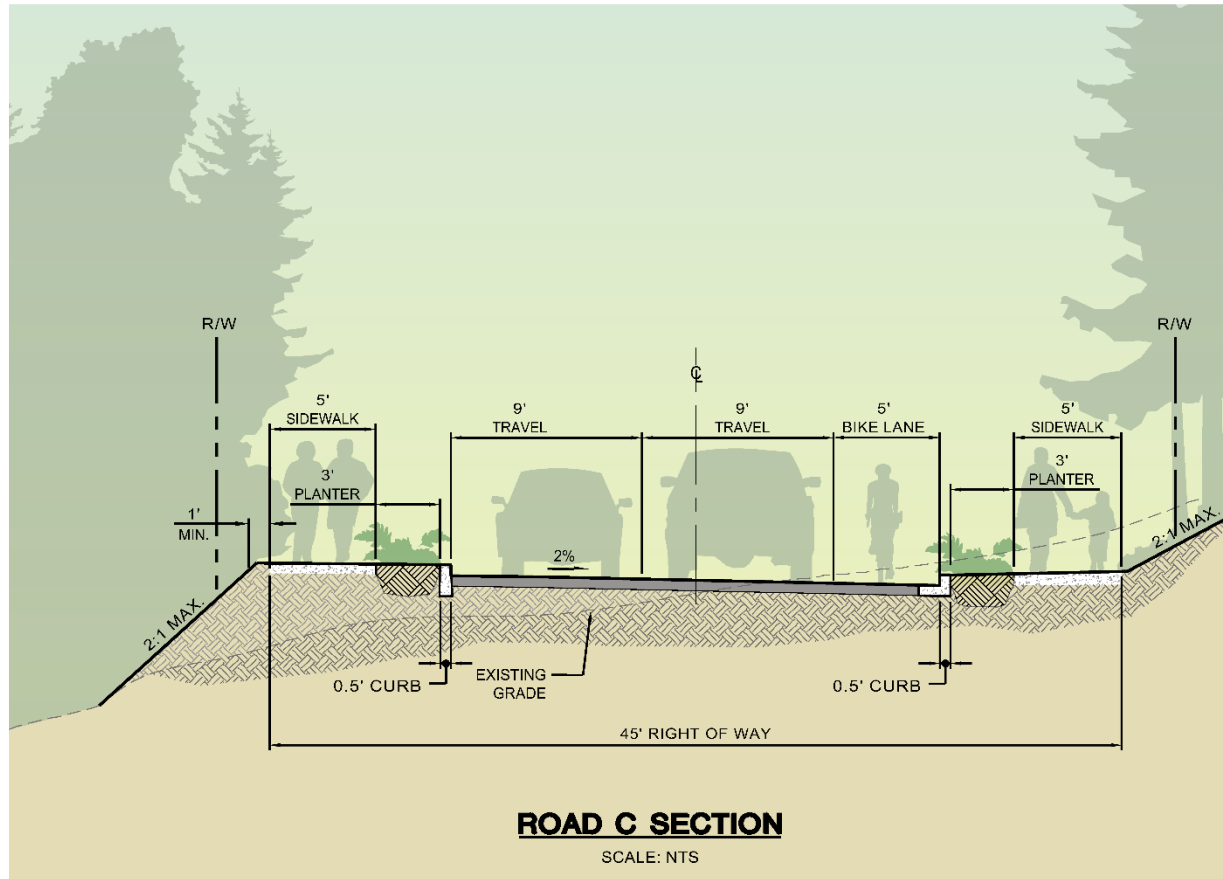 R/W
R/W
℄
5'
SIDEWALK
9'
TRAVEL
9'
TRAVEL
5'
BIKE LANE
5'
SIDEWALK
3'
PLANTER
3'
PLANTER
1'
MIN.
2%
2:1 MAX.
2:1 MAX.
EXISTING
GRADE
0.5' CURB
0.5' CURB
45' RIGHT OF WAY
ROAD C SECTION
SCALE: NTS